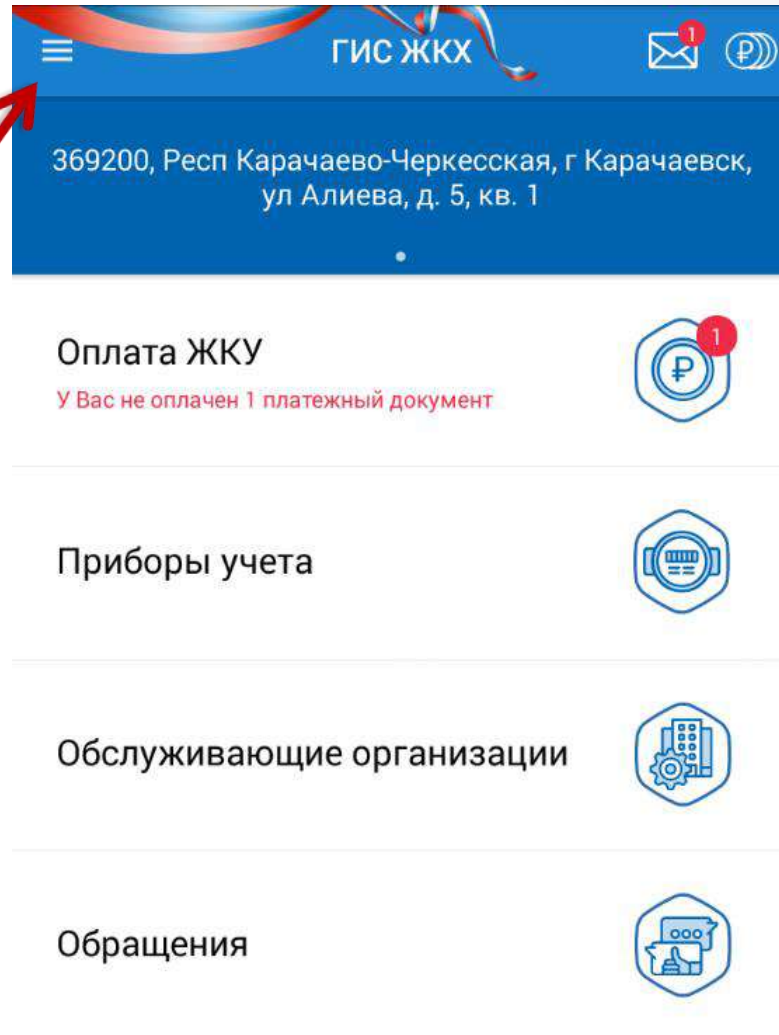 ГИС ЖКХ
1
369200, Респ Карачаево-Черкесская, г Карачаевск,
ул Алиева, д. 5, кв. 1
Оплата ЖКУ
1
У Вас не оплачен 1 платежный документ
Приборы учета
Обслуживающие организации
Обращения